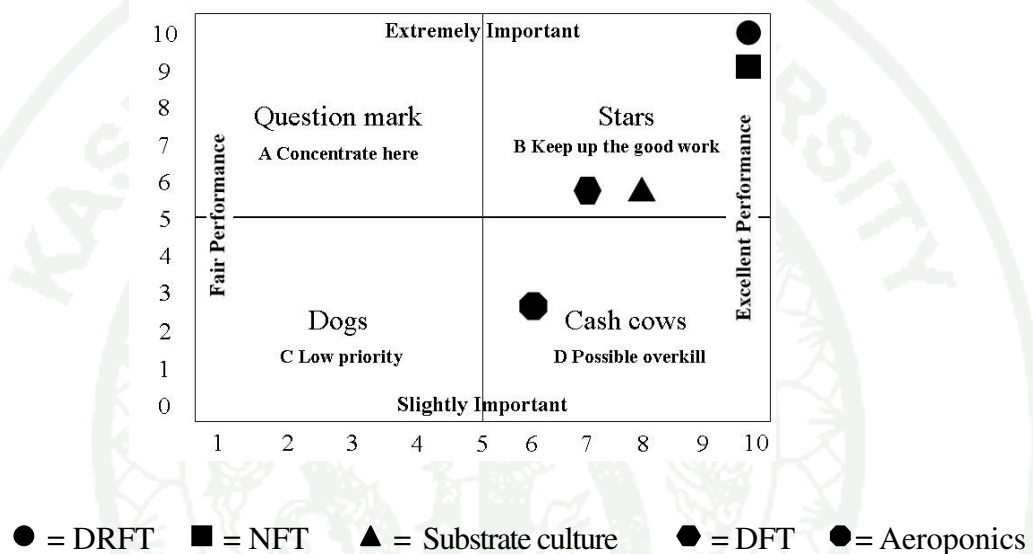 10
Extremely Important
9
8
Question mark
Stars
7
A Concentrate here
B Keep up the good work
6
5
Fair Performance
Excellent Performance
4
3
Dogs
Cash cows
2
C Low priority
D Possible overkill
1
0
Slightly Important
1 2 3 4 5 6 7 8 9 10
= DRFT = NFT = Substrate culture = DFT = Aeroponics